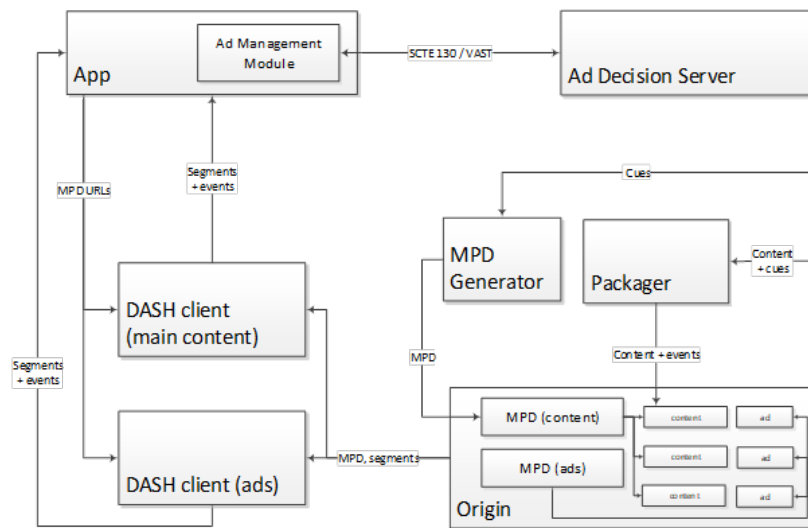 Ad Management
Module
App
SCTE 130 / VAST
Ad Decision Server
Segments
+ events
MPD URLs
Cues
MPD
Generator
Packager
Content
+ cues
DASH client
(main content)
Segments
+ events
MPD
Content + events
MPD (content)
content
ad
content
ad
MPD, segments
MPD (ads)
content
ad
DASH client (ads)
Origin